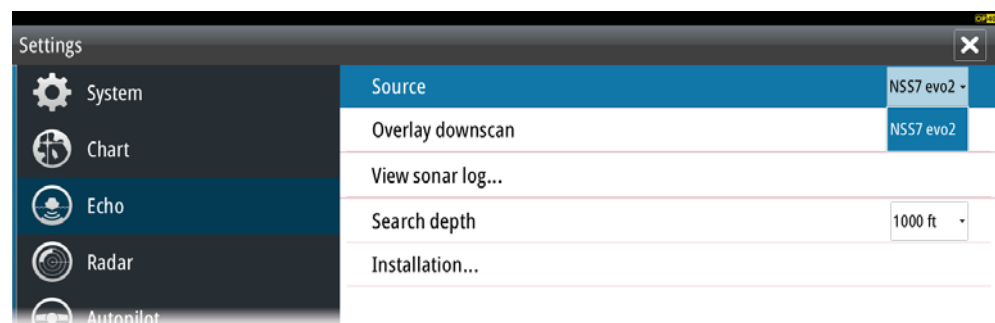 Settings
System
Chart
Echo
Radar
Autopilot
Source
NSS7 evo2
NSS7 evo2
Overlay downscan
View sonar log...
Search depth
1000 ft
Installation...